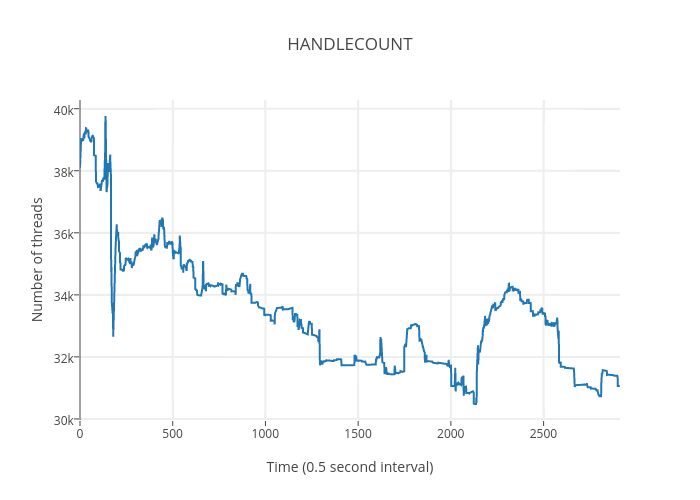 HANDLECOUNT
40k
38k
36k
34k
32k
30k
Number of threads
0
500
1000
1500
2000
2500
Time (0.5 second interval)